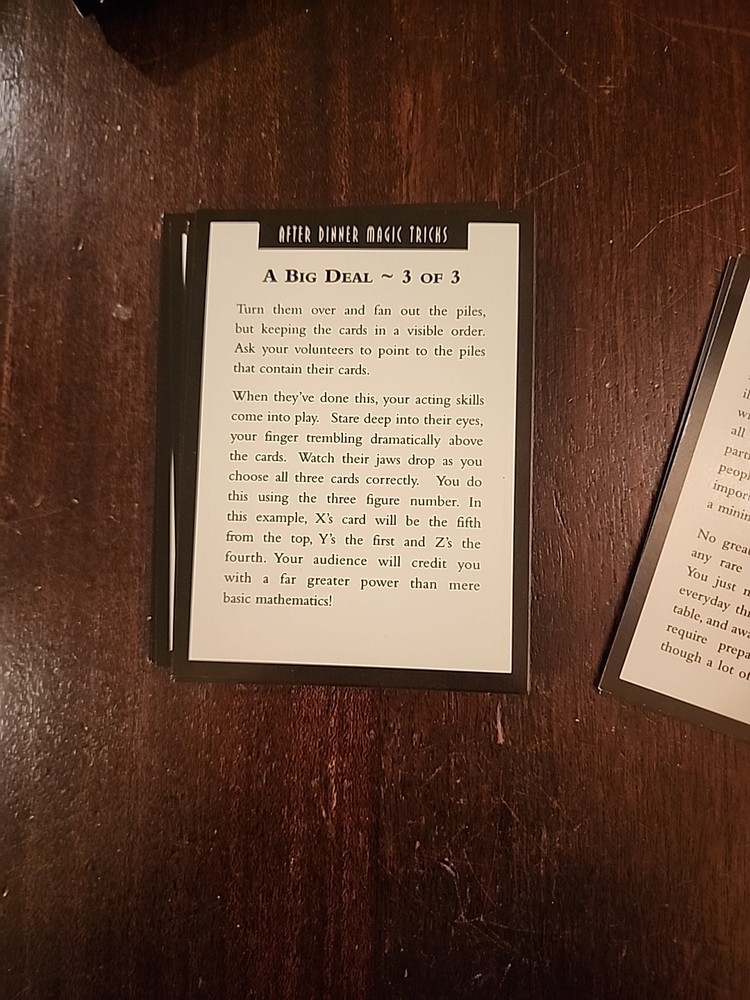 AFTER DINNER MAGIC TRICKS
A BIG DEAL ~ 3 OF 3
Turn them over and fan out the piles,
but keeping the cards in a visible order.
Ask your volunteers to point to the piles
that contain their cards.
When they've done this, your acting skills
come into play. Stare deep into their eyes,
your finger trembling dramatically above
the cards. Watch their jaws drop as you
choose all three cards correctly. You do
this using the three figure number. In
this example, X's card will be the fifth
from the top, Y's the first and Z's the
fourth. Your audience will credit you
with a far greater power than mere
basic mathematics!
all
a
No
any rare
You just
everyday
table, and
require
though a lot of